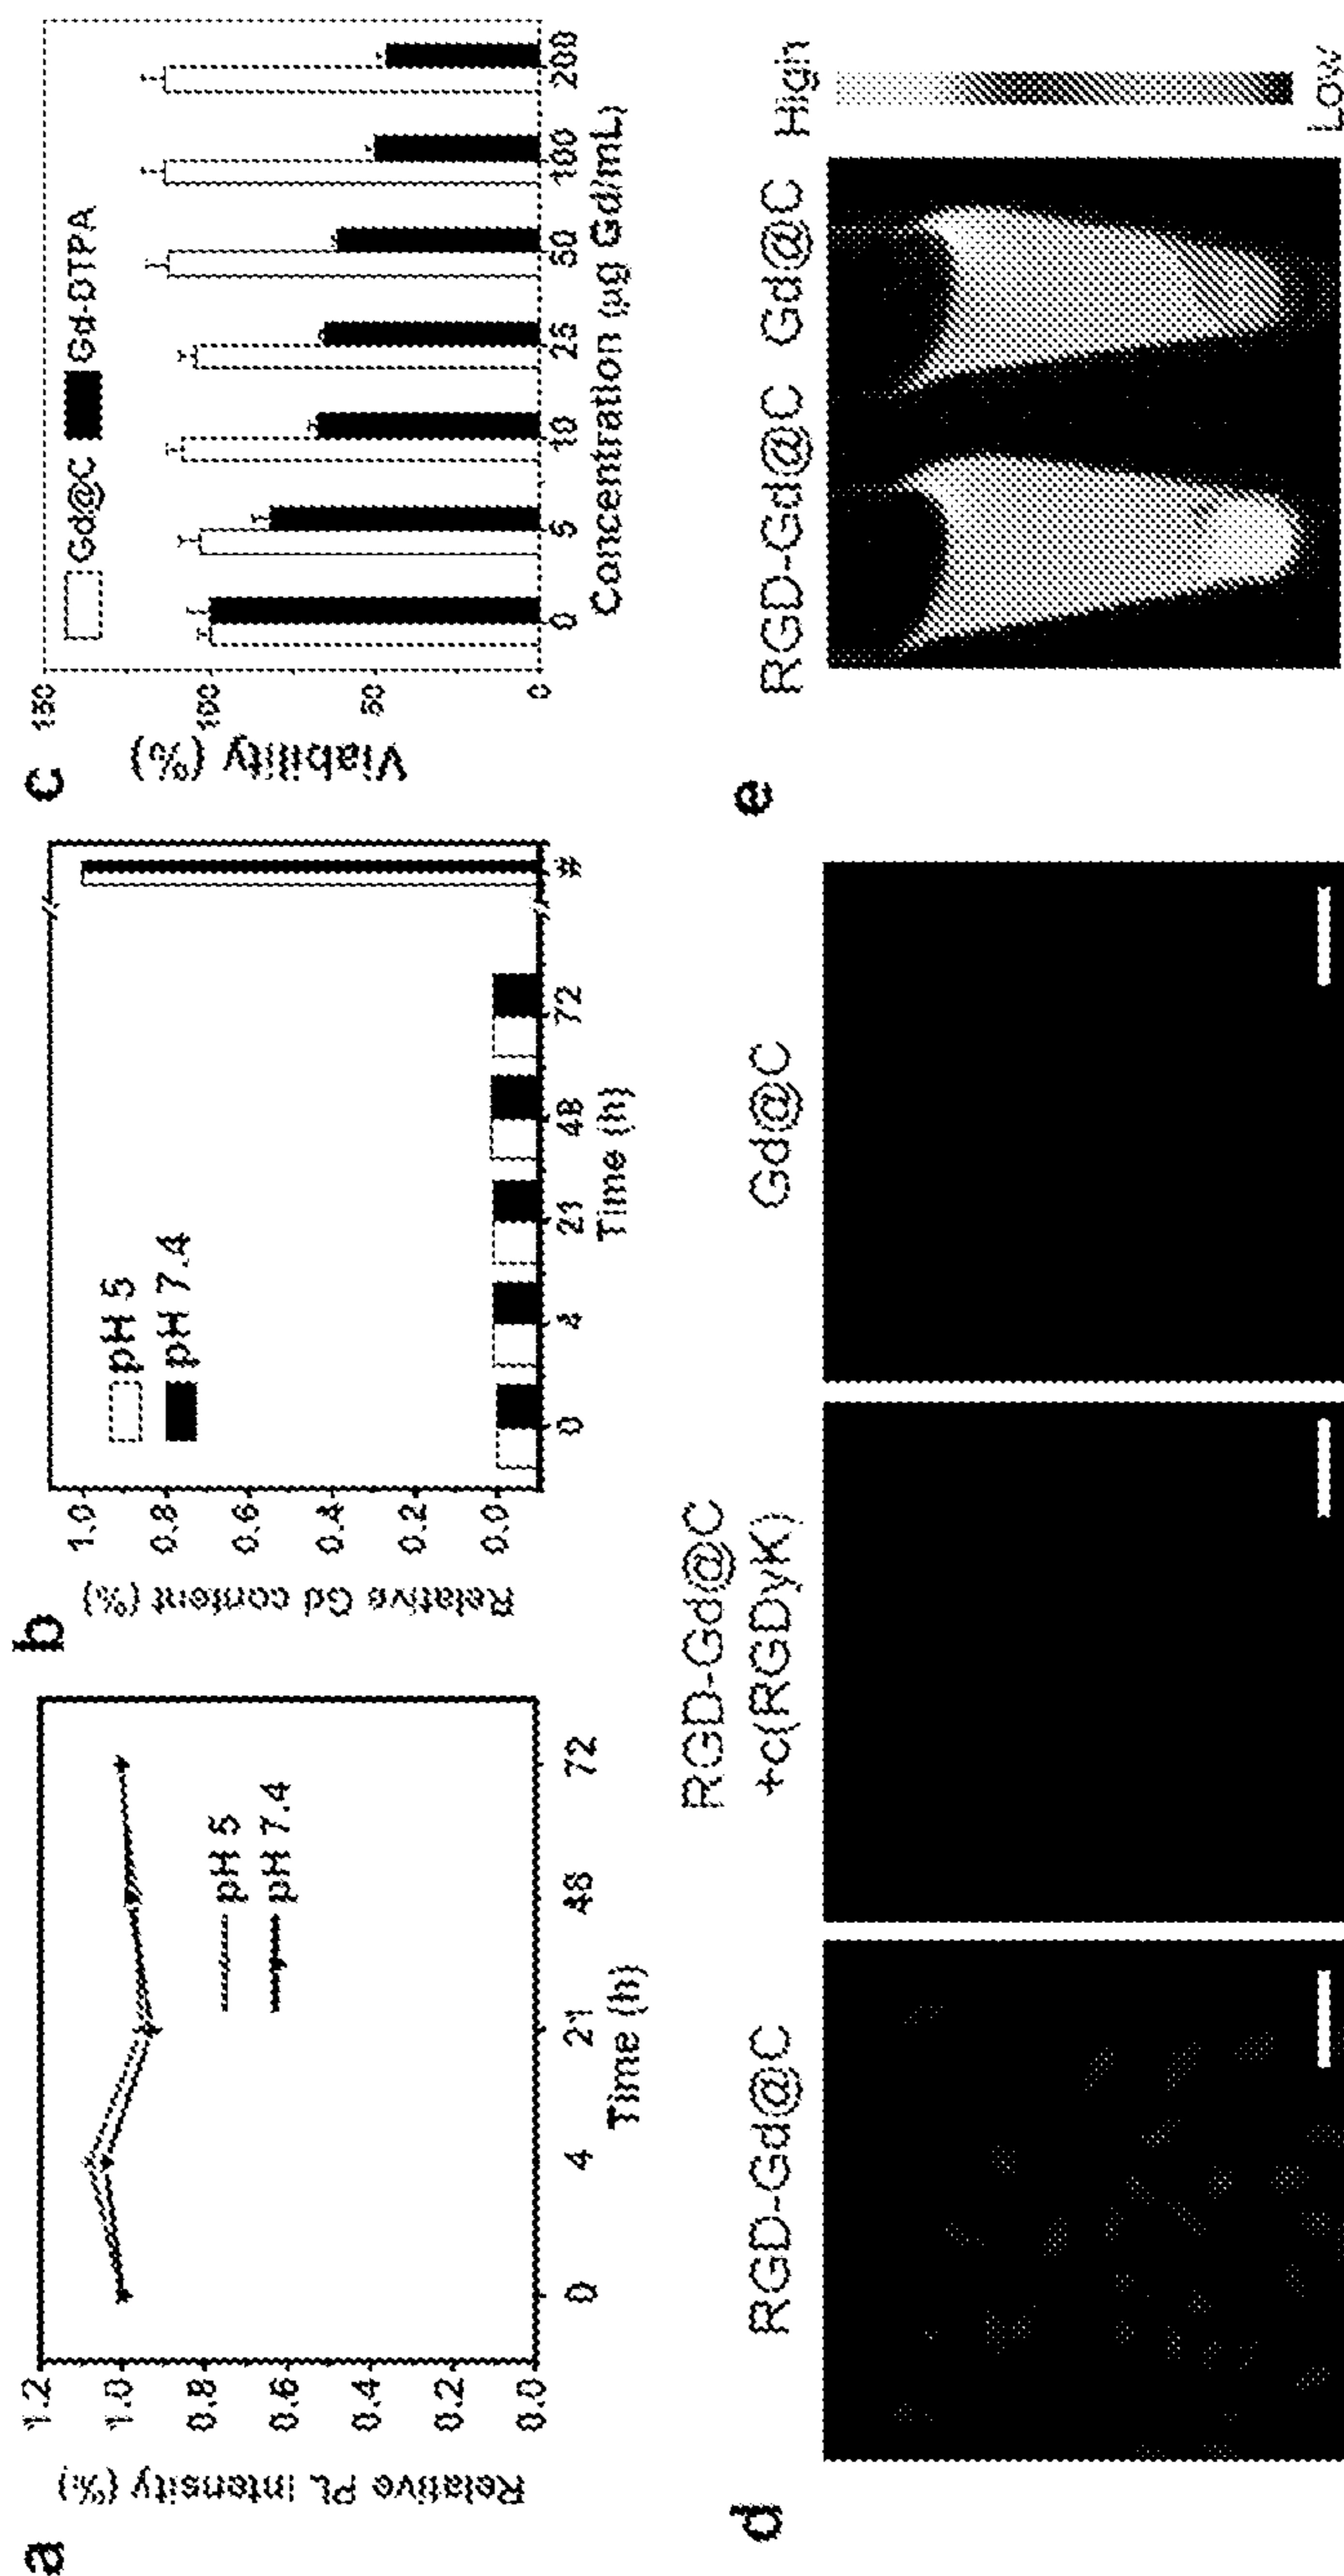 a
Relative PL intensity (%)
1.2
1.0
0.8
0.6
0.4
0.2
0.0
pH 5
pH 7.4
0 4 21 48 72
Time (h)
b
Relative Gd content (%)
1.0
0.8
0.6
0.4
0.2
0.0
pH 5
pH 7.4
0 4 21 48 72 #
Time (h)
c
Viability (%)
150
100
50
0
Gd@C Gd-DTPA
0 5 10 25 50 100 200
Concentration (µg Gd/mL)
d
RGD-Gd@C
RGD-Gd@C
+c(RGDyK)
Gd@C
e
RGD-Gd@C Gd@C
High
Low